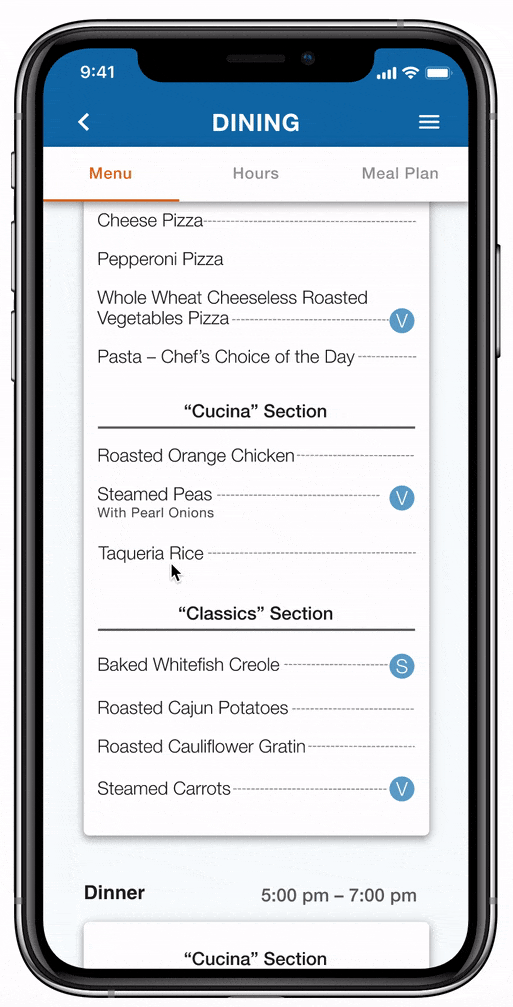 9:41
DINING
Menu Hours Meal Plan
Cheese Pizza
Pepperoni Pizza
Whole Wheat Cheeseless Roasted
Vegetables Pizza V
Pasta – Chef’s Choice of the Day
“Cucina” Section
Roasted Orange Chicken
Steamed Peas V
With Pearl Onions
Taqueria Rice
“Classics” Section
Baked Whitefish Creole S
Roasted Cajun Potatoes
Roasted Cauliflower Gratin
Steamed Carrots V
Dinner 5:00 pm – 7:00 pm
“Cucina” Section